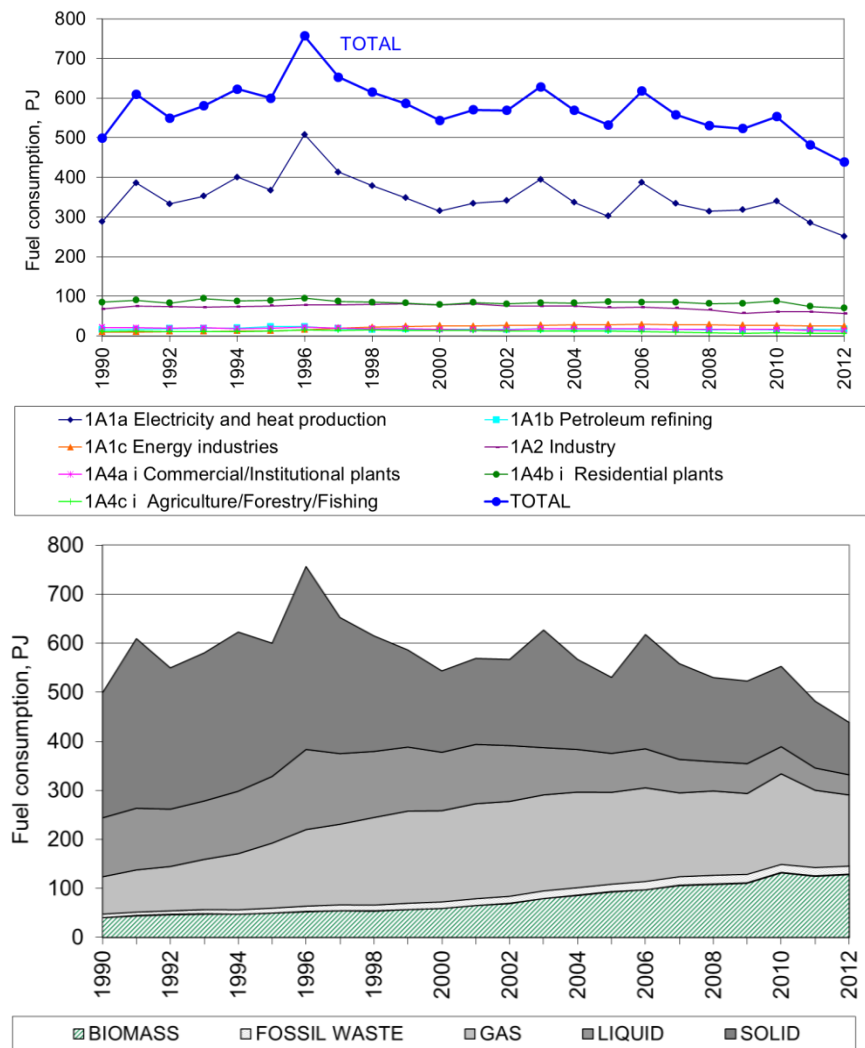 800
TOTAL
700
600
500
400
300
200
100
0
Fuel consumption, PJ
1990
1992
1994
1996
1998
2000
2002
2004
2006
2008
2010
2012
1A1a Electricity and heat production
1A1b Petroleum refining
1A1c Energy industries
1A2 Industry
1A4a i Commercial/Institutional plants
1A4b i Residential plants
1A4c i Agriculture/Forestry/Fishing
TOTAL
800
700
600
500
400
300
200
100
0
Fuel consumption, PJ
1990
1992
1994
1996
1998
2000
2002
2004
2006
2008
2010
2012
BIOMASS
FOSSIL WASTE
GAS
LIQUID
SOLID